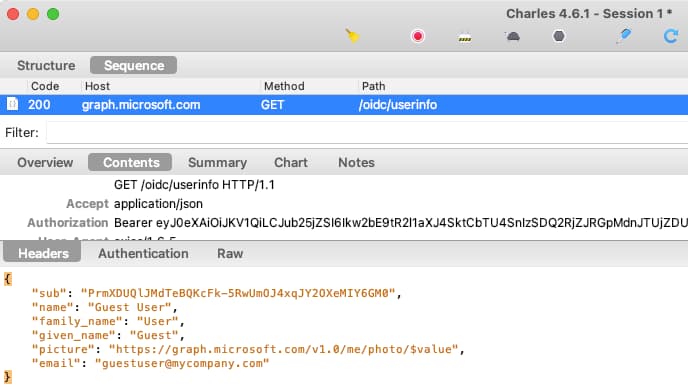 Charles 4.6.1 - Session 1 *
Structure Sequence
Code Host Method Path
200 graph.microsoft.com GET /oidc/userinfo
Filter:
Overview Contents Summary Chart Notes
GET /oidc/userinfo HTTP/1.1
Accept application/json
Authorization Bearer eyJ0eXAiOiJKV1QiLCJub25jZSI6Ikw2bE9tR2l1aXJ4SktCbTU4SnlzSDQ2RjZJRGpMdnJTUjZDU
Headers Authentication Raw
{
"sub": "PrmXDUQlJMdTeBQKcFk-5RwUmOJ4xqJY2OXeMIY6GM0",
"name": "Guest User",
"family_name": "User",
"given_name": "Guest",
"picture": "https://graph.microsoft.com/v1.0/me/photo/$value",
"email": "guestuser@mycompany.com"
}